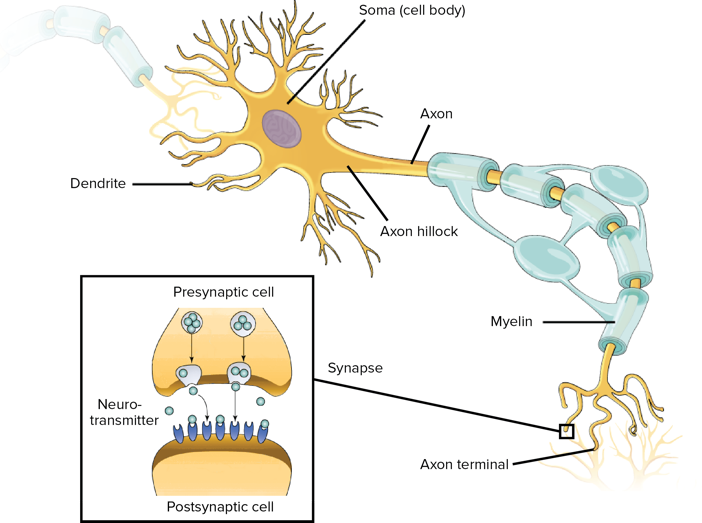 Soma (cell body)
Axon
Dendrite
Axon hillock
Presynaptic cell
Myelin
Synapse
Neuro-
transmitter
Axon terminal
Postsynaptic cell